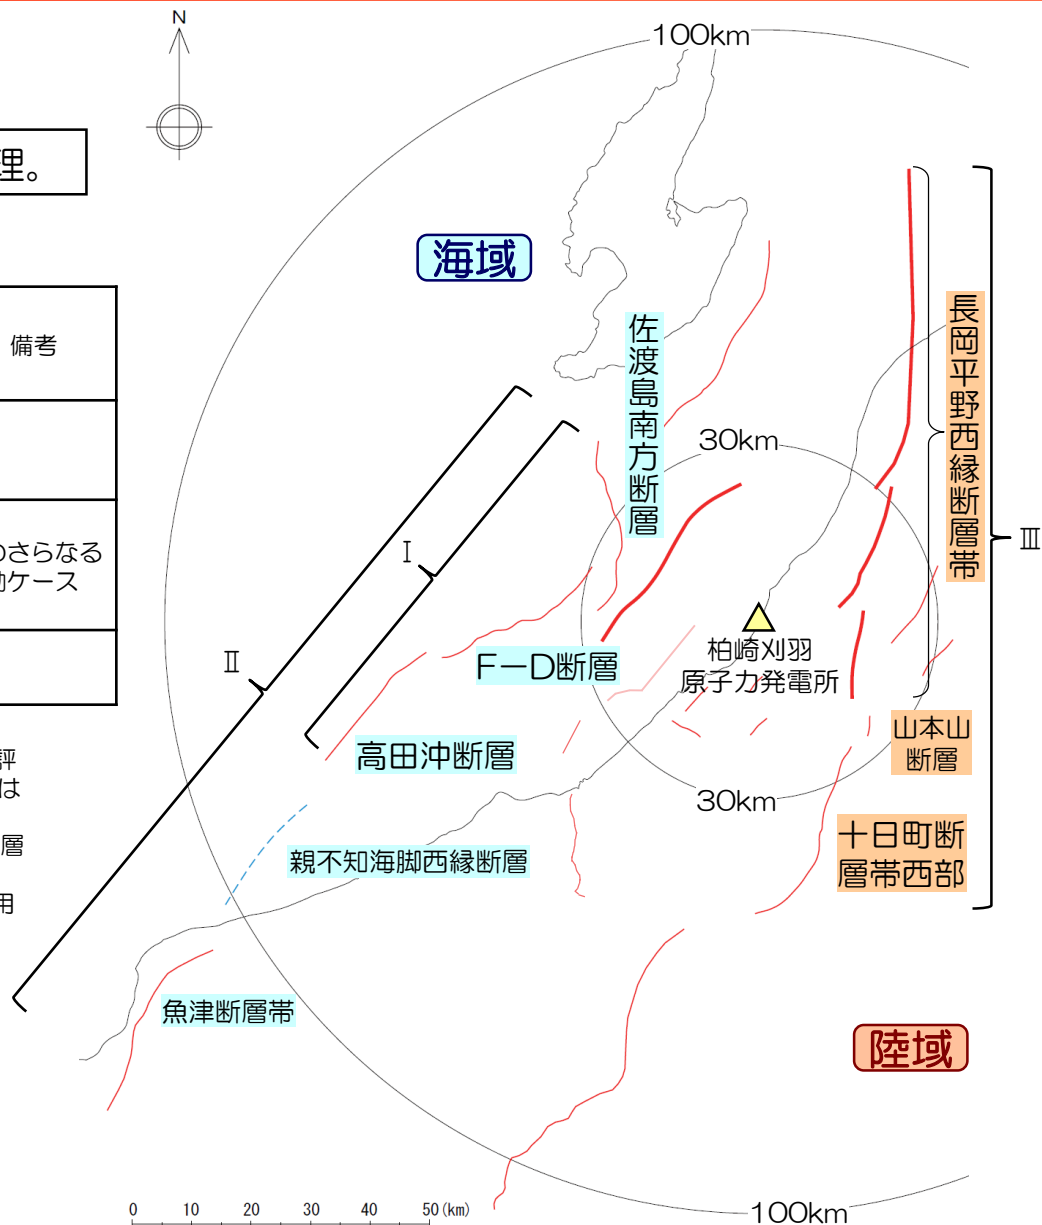 N
100km
理。
海域
備考
佐渡島南方断層
長岡平野西縁断層帯
30km
のさらなる
動ケース
Ⅰ
Ⅲ
Ⅱ
F－D断層
柏崎刈羽
原子力発電所
高田沖断層
山本山
断層
評
は
30km
層
親不知海脚西縁断層
十日町断
層帯西部
用
魚津断層帯
陸域
0 10 20 30 40 50(km)
100km